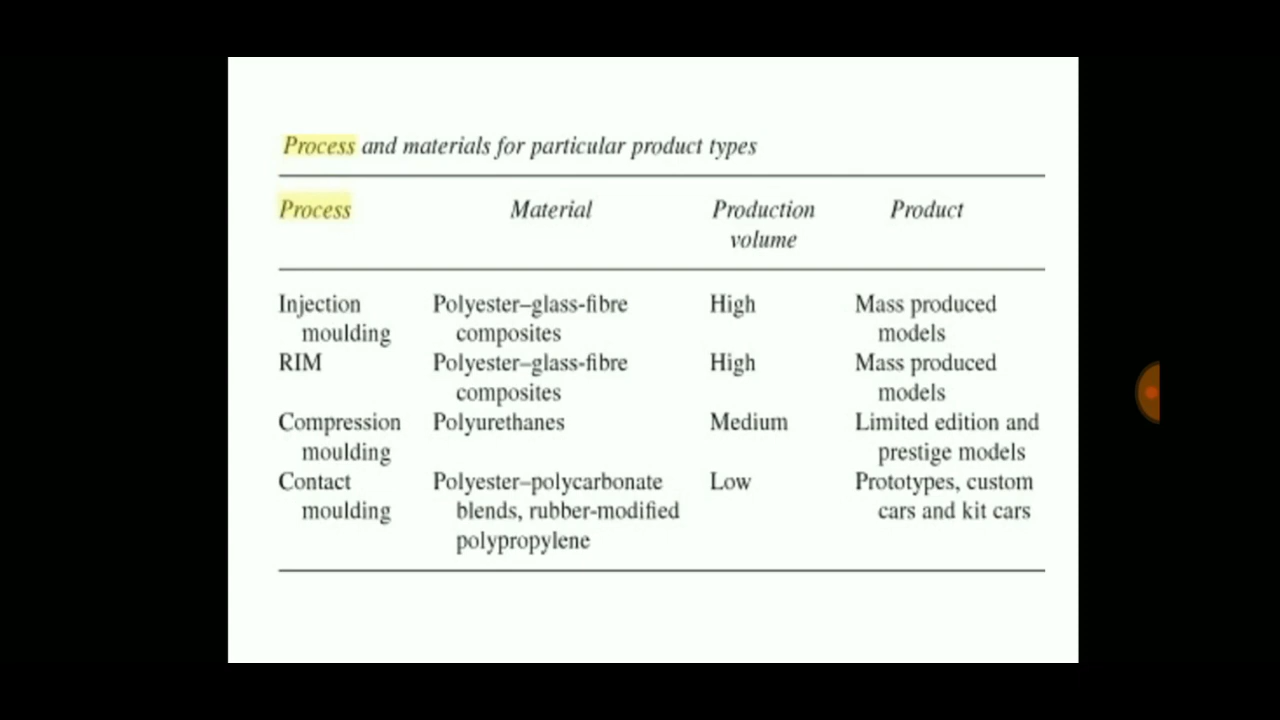 Process and materials for particular product types
Process Material Production Product
volume
Injection Polyester–glass-fibre High Mass produced
moulding composites models
RIM Polyester–glass-fibre High Mass produced
composites models
Compression Polyurethanes Medium Limited edition and
moulding prestige models
Contact Polyester–polycarbonate Low Prototypes, custom
moulding blends, rubber-modified cars and kit cars
polypropylene